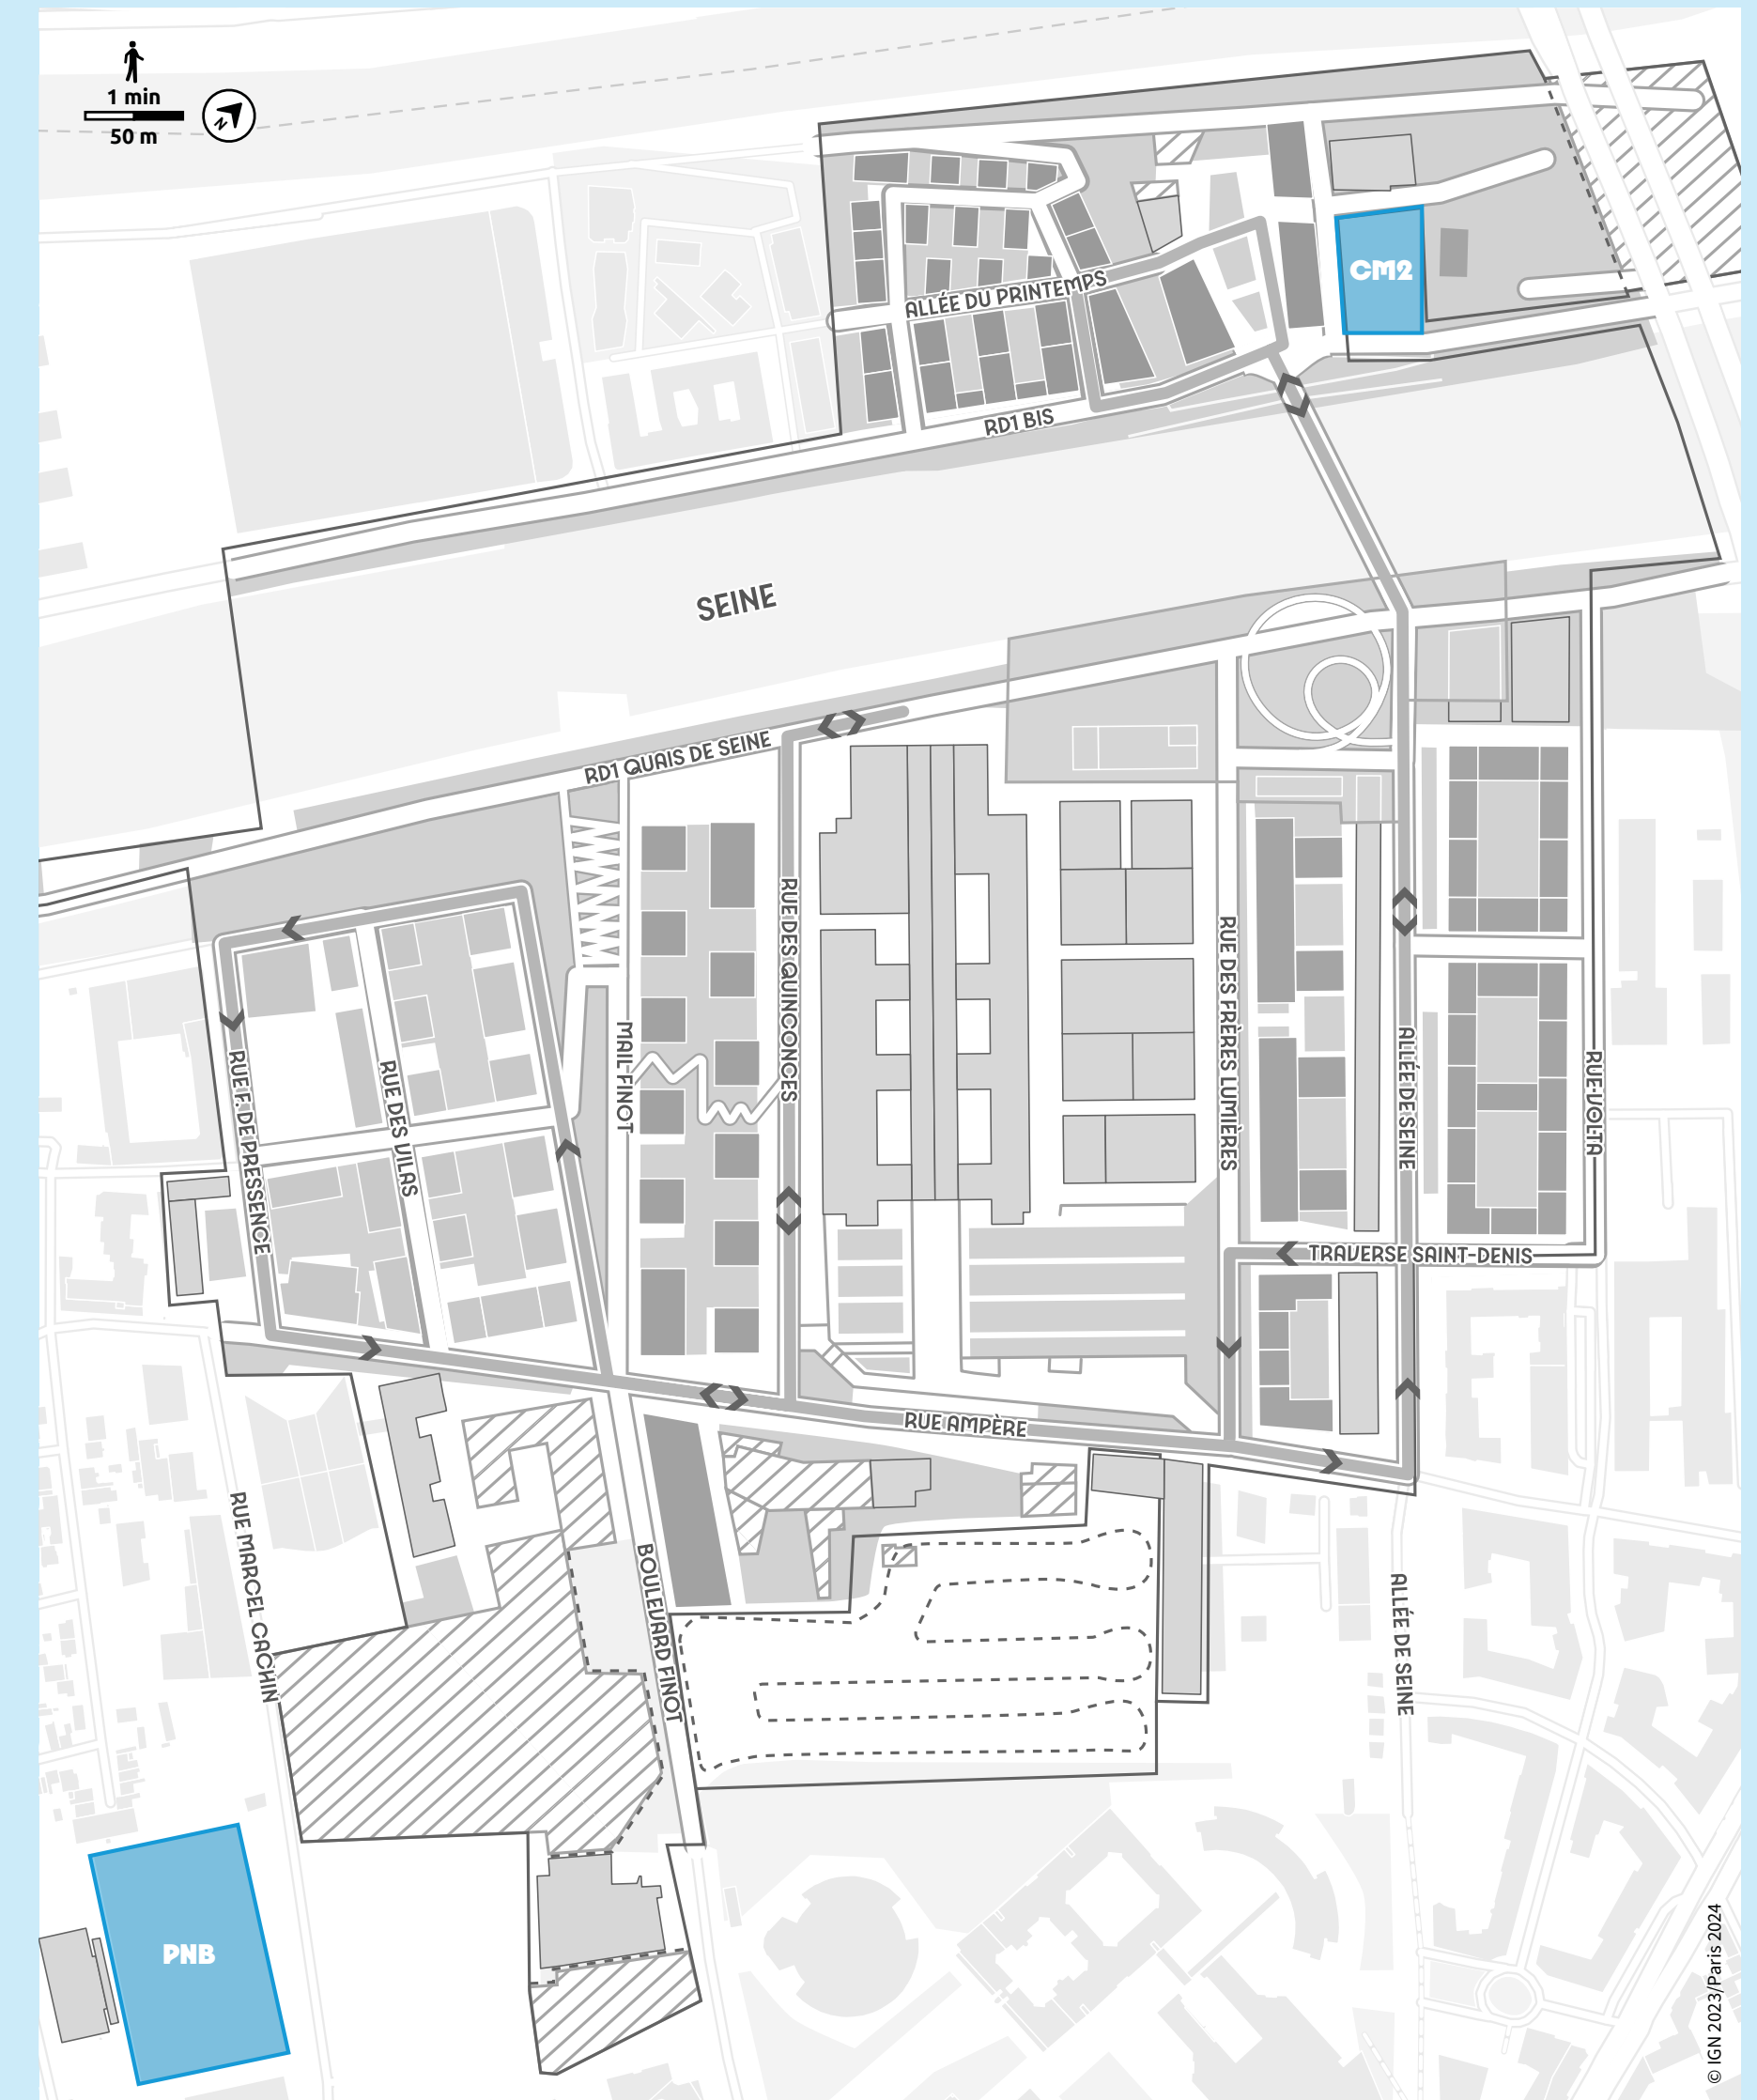 1 min
50 m
N
CM2
ALLÉE DU PRINTEMPS
RD1 BIS
SEINE
RD1 QUAIS DE SEINE
RUE DES QUINCONCES
RUE DES FRÈRES LUMIÈRES
MAIL FINOT
ALLÉE DE SEINE
RUE VOLTA
RUE F. DE PRESSENCE
RUE DES LILAS
TRAVERSE SAINT-DENIS
RUE AMPÈRE
RUE MARCEL CACHIN
BOULEVARD FINOT
ALLÉE DE SEINE
PNB
© IGN 2023/Paris 2024